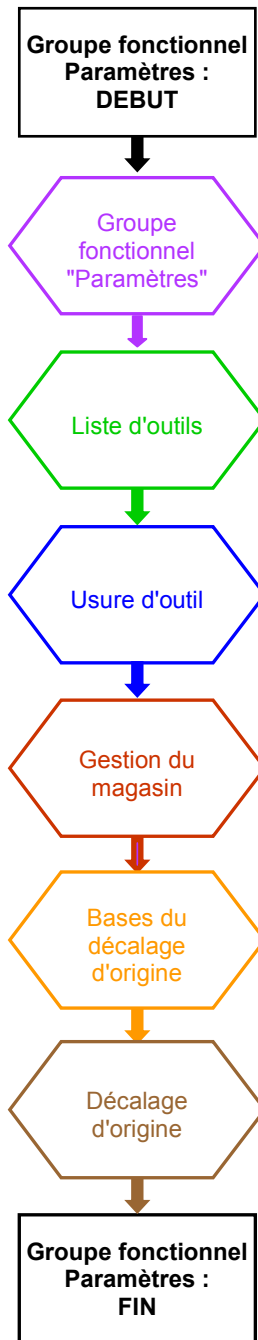 Groupe fonctionnel
Paramètres :
DEBUT
Groupe
fonctionnel
"Paramètres"
Liste d'outils
Usure d'outil
Gestion du
magasin
Bases du
décalage
d'origine
Décalage
d'origine
Groupe fonctionnel
Paramètres :
FIN